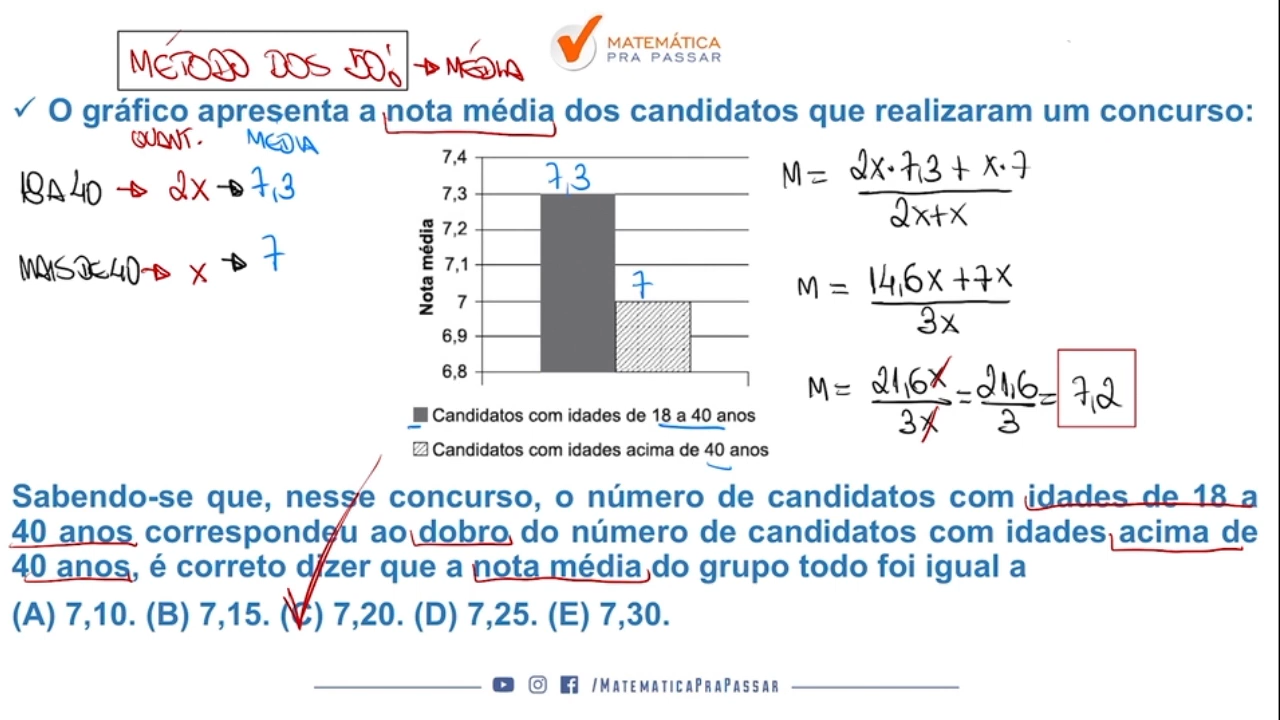 MÉTODO DOS 50% → MÉDIA
MATEMÁTICA
PRA PASSAR
✓ O gráfico apresenta a nota média dos candidatos que realizaram um concurso:
QUANT. MÉDIA
18 A 40 → 2x → 7,3
MAIS DE 40 → x → 7
Nota média
7,4
7,3
7,2
7,1
7
6,9
6,8
7,3
7
Candidatos com idades de 18 a 40 anos
Candidatos com idades acima de 40 anos
M = 2x·7,3 + x·7
2x+x
M = 14,6x + 7x
3x
M = 21,6x = 21,6 = 7,2
3x 3
Sabendo-se que, nesse concurso, o número de candidatos com idades de 18 a
40 anos correspondeu ao dobro do número de candidatos com idades acima de
40 anos, é correto dizer que a nota média do grupo todo foi igual a
(A) 7,10. (B) 7,15. (C) 7,20. (D) 7,25. (E) 7,30.
/MATEMATICAPRAPASSAR